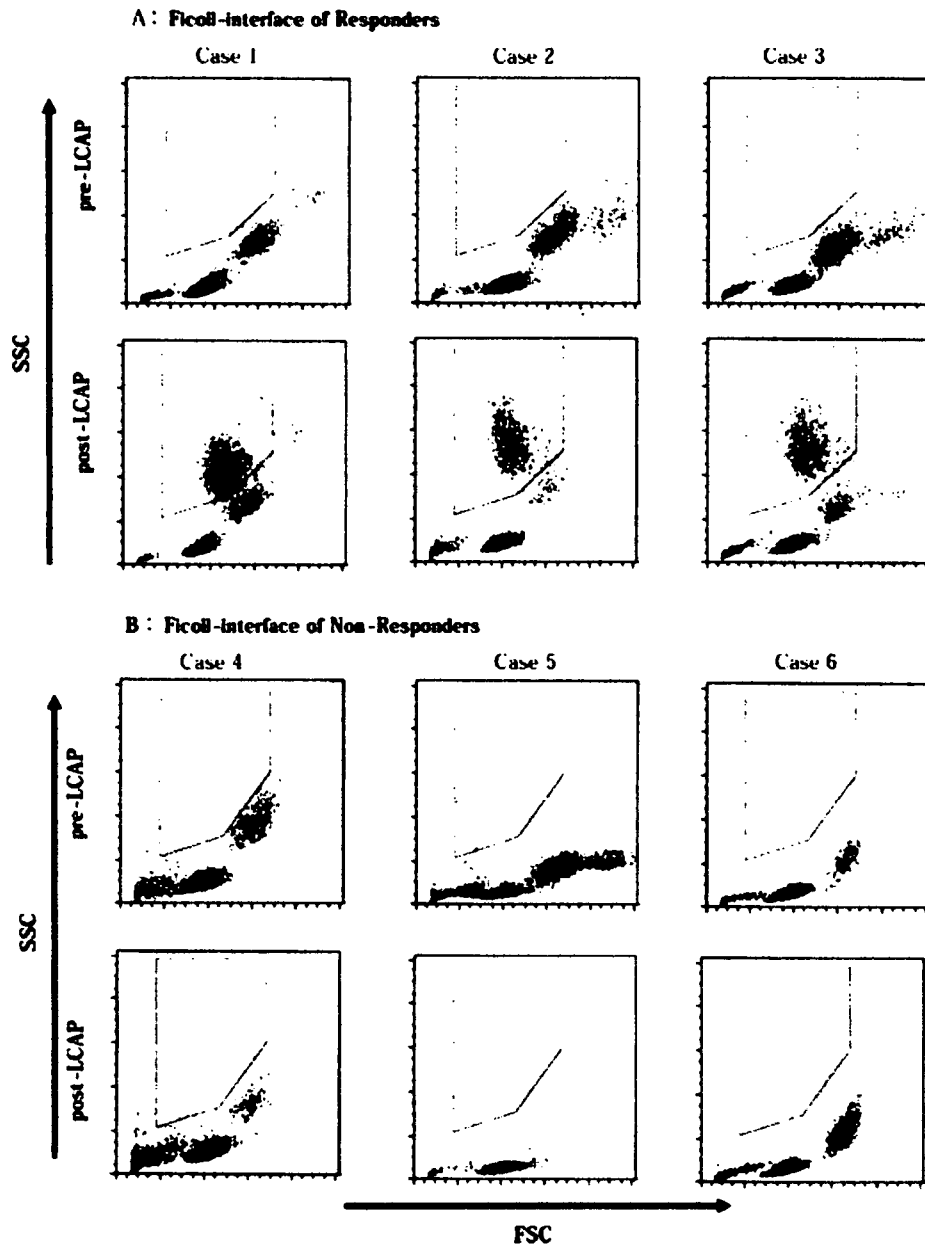 A : Ficoll-interface of Responders
Case 1
Case 2
Case 3
SSC
pre-LCAP
post-LCAP
B : Ficoll-interface of Non-Responders
Case 4
Case 5
Case 6
SSC
pre-LCAP
post-LCAP
FSC